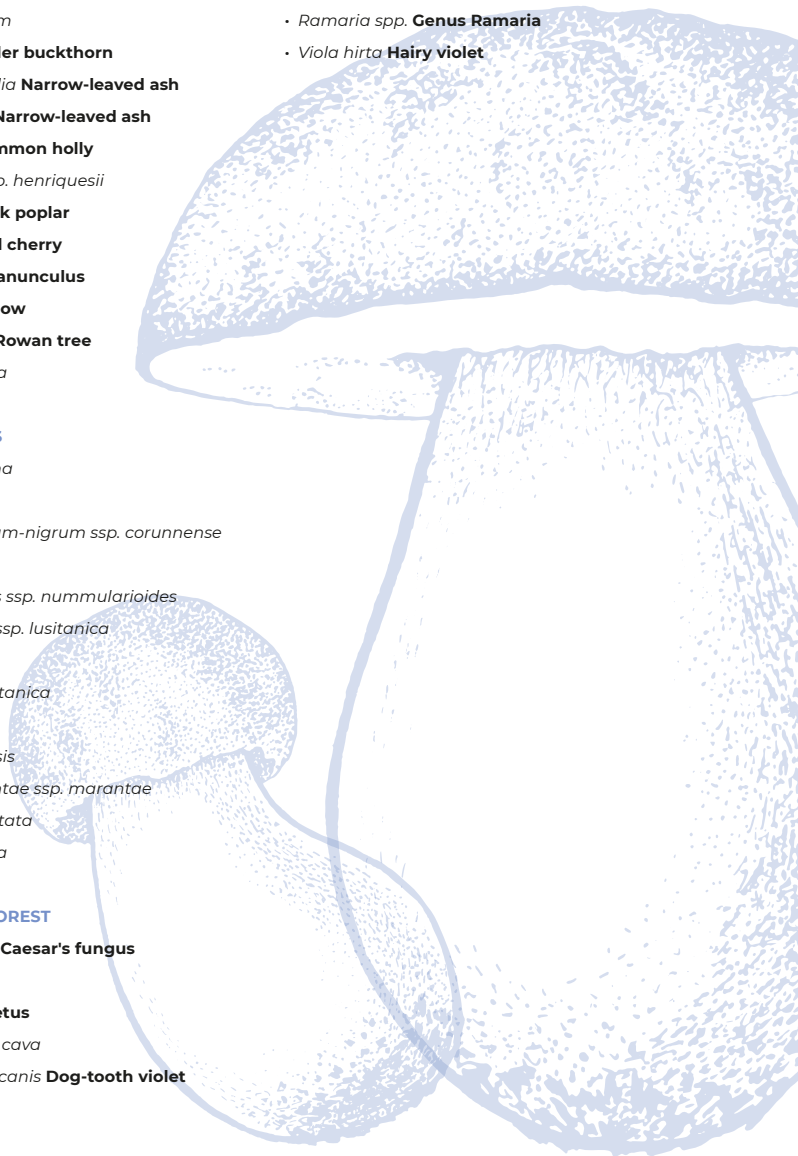 m
ler buckthorn
lia Narrow-leaved ash
Narrow-leaved ash
mmon holly
p. henriquesii
k poplar
l cherry
anunculus
ow
Rowan tree
a
S
na
m-nigrum ssp. corunnense
s ssp. nummularioides
ssp. lusitanica
tanica
sis
ntae ssp. marantae
tata
a
OREST
Caesar's fungus
etus
cava
canis Dog-tooth violet
• Ramaria spp. Genus Ramaria
• Viola hirta Hairy violet